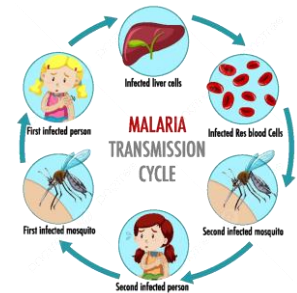 Infected liver cells
First infected person
MALARIA
TRANSMISSION
CYCLE
Infected Res blood Cells
First infected mosquito
Second infected mosquito
Second infected person